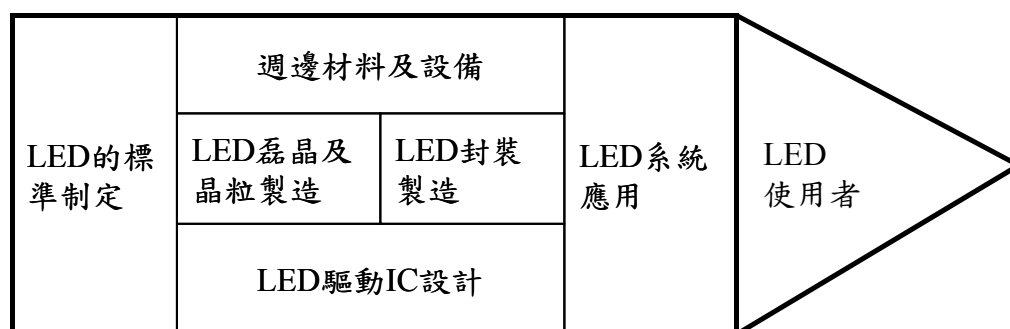 LED的標
準制定
週邊材料及設備
LED磊晶及
晶粒製造
LED封裝
製造
LED驅動IC設計
LED系統
應用
LED
使用者